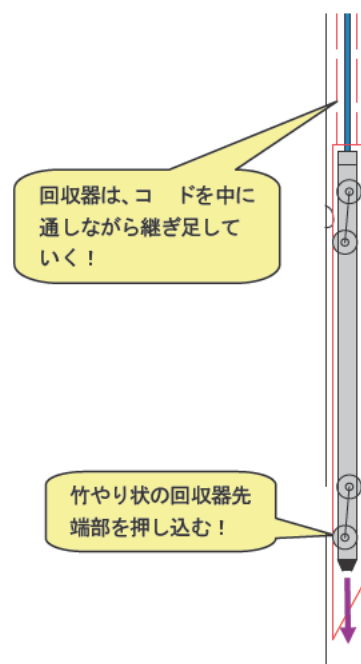 回収器は、コ　ドを中に
通しながら継ぎ足して
いく！
竹やり状の回収器先
端部を押し込む！